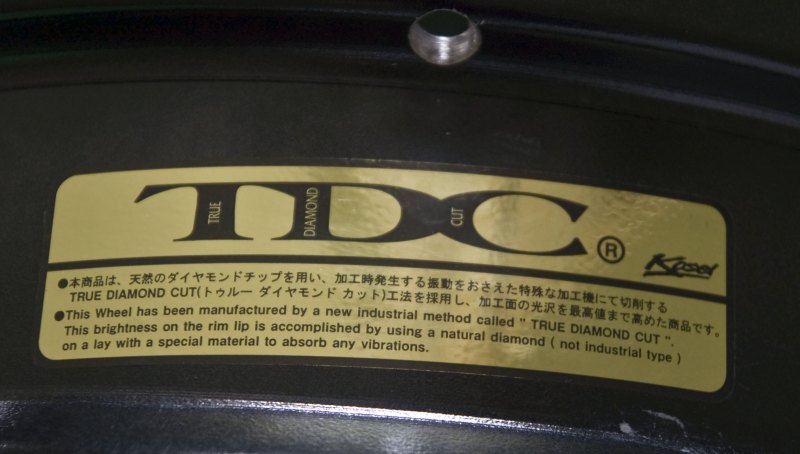 TDC
TRUE
DIAMOND
CUT
®
Kosei
●本商品は、天然のダイヤモンドチップを用い、加工時発生する振動をおさえた特殊な加工機にて切削する
TRUE DIAMOND CUT(トゥルー ダイヤモンド カット)工法を採用し、加工面の光沢を最高値まで高めた商品です。
●This Wheel has been manufactured by a new industrial method called " TRUE DIAMOND CUT ".
This brightness on the rim lip is accomplished by using a natural diamond ( not industrial type )
on a lay with a special material to absorb any vibrations.